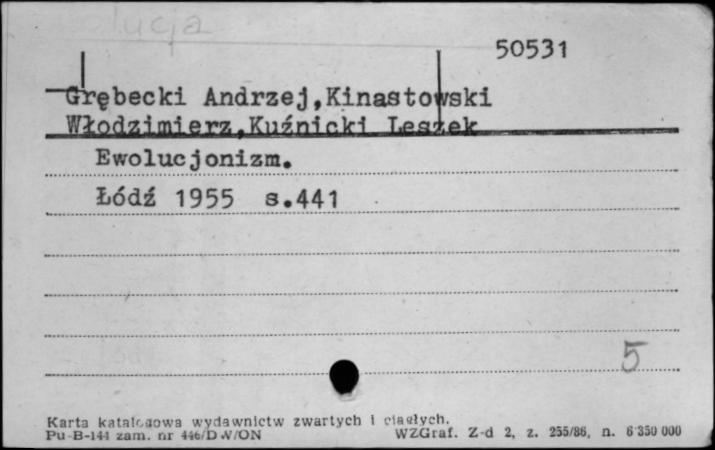 50531
Grębecki Andrzej,Kinastowski
Włodzimierz,Kuźnicki Leszek
Ewolucjonizm.
Łódź 1955 s.441
5
Karta katalogowa wydawnictw zwartych i ciągłych.
Pu-B-144 zam. nr 446/DW/ON WZGraf. Z-d 2, z. 255/86, n. 6 350 000